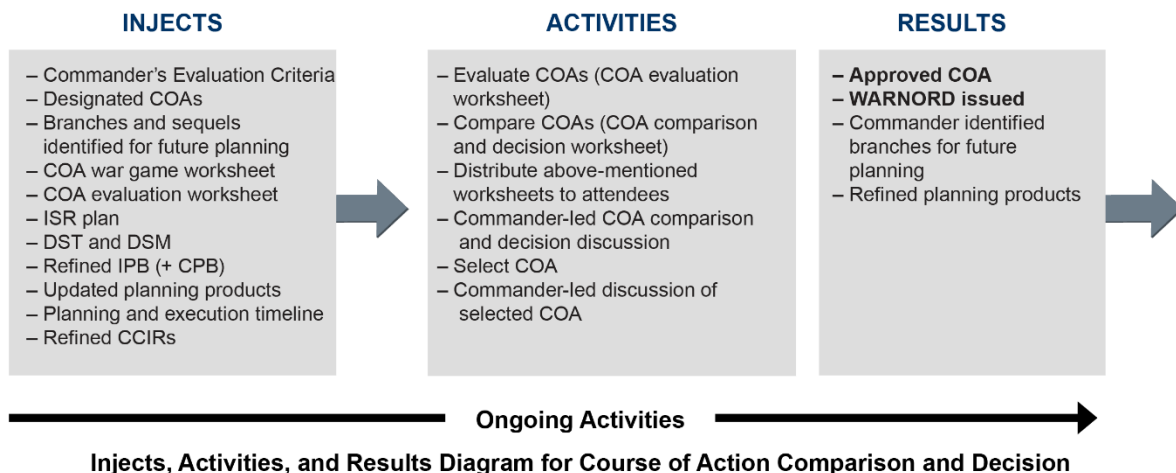 INJECTS
– Commander's Evaluation Criteria
– Designated COAs
– Branches and sequels
identified for future planning
– COA war game worksheet
– COA evaluation worksheet
– ISR plan
– DST and DSM
– Refined IPB (+ CPB)
– Updated planning products
– Planning and execution timeline
– Refined CCIRs
ACTIVITIES
– Evaluate COAs (COA evaluation
worksheet)
– Compare COAs (COA comparison
and decision worksheet)
– Distribute above-mentioned
worksheets to attendees
– Commander-led COA comparison
and decision discussion
– Select COA
– Commander-led discussion of
selected COA
RESULTS
– Approved COA
– WARNORD issued
– Commander identified
branches for future
planning
– Refined planning products
Ongoing Activities
Injects, Activities, and Results Diagram for Course of Action Comparison and Decision